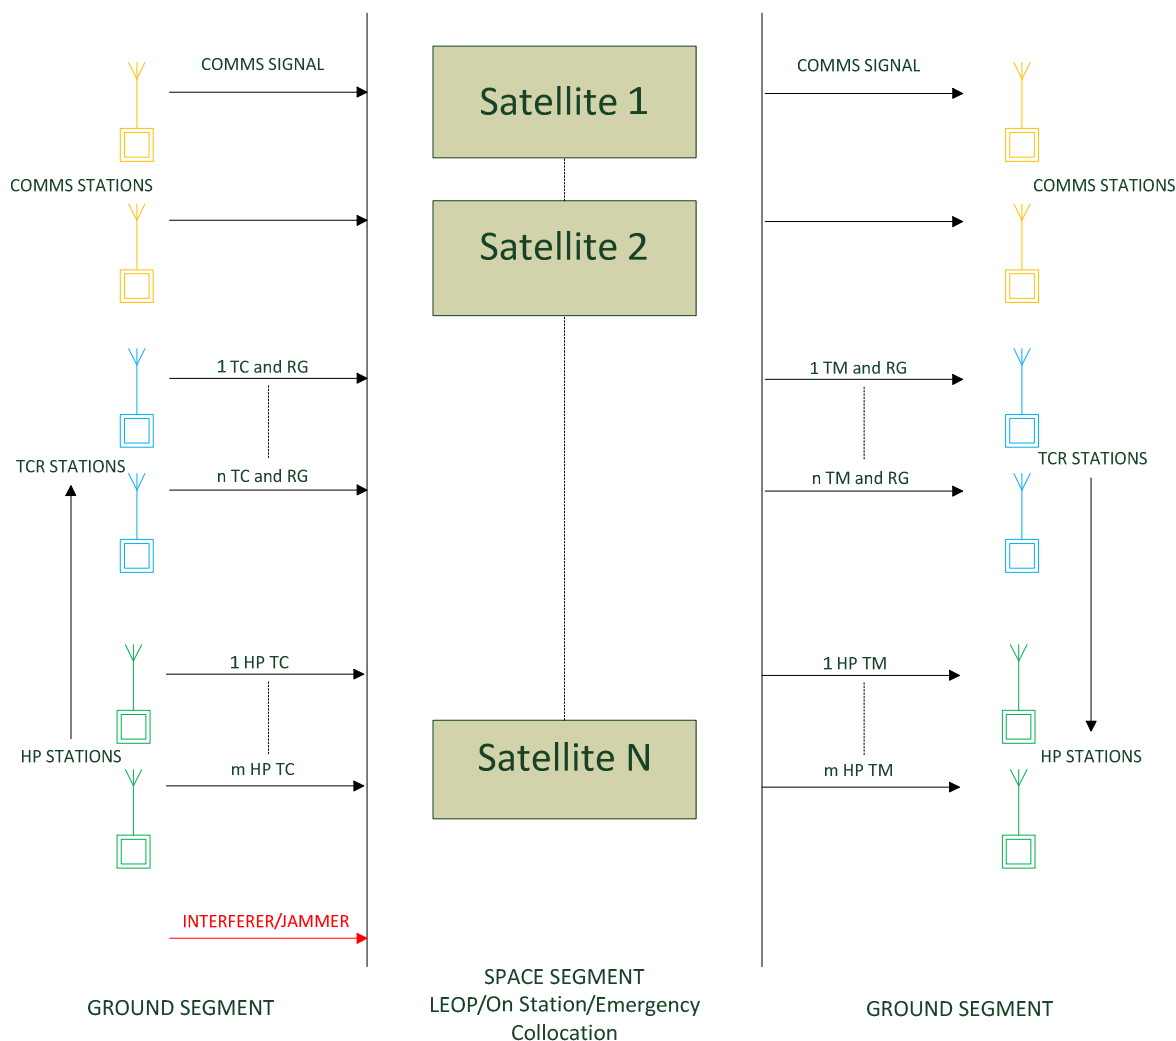 COMMS SIGNAL
COMMS SIGNAL
Satellite 1
COMMS STATIONS
COMMS STATIONS
Satellite 2
1 TC and RG
1 TM and RG
TCR STATIONS
TCR STATIONS
n TC and RG
n TM and RG
1 HP TC
1 HP TM
HP STATIONS
Satellite N
HP STATIONS
m HP TC
m HP TM
INTERFERER/JAMMER
SPACE SEGMENT
LEOP/On Station/Emergency
Collocation
GROUND SEGMENT
GROUND SEGMENT